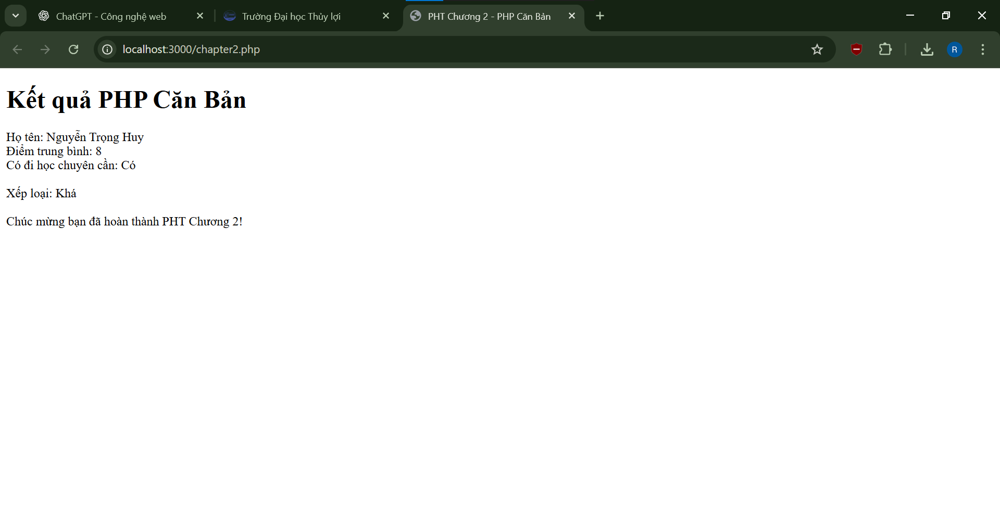 ChatGPT - Công nghệ web
Trường Đại học Thủy lợi
PHT Chương 2 - PHP Căn Bản
localhost:3000/chapter2.php
R
Kết quả PHP Căn Bản
Họ tên: Nguyễn Trọng Huy
Điểm trung bình: 8
Có đi học chuyên cần: Có
Xếp loại: Khá
Chúc mừng bạn đã hoàn thành PHT Chương 2!